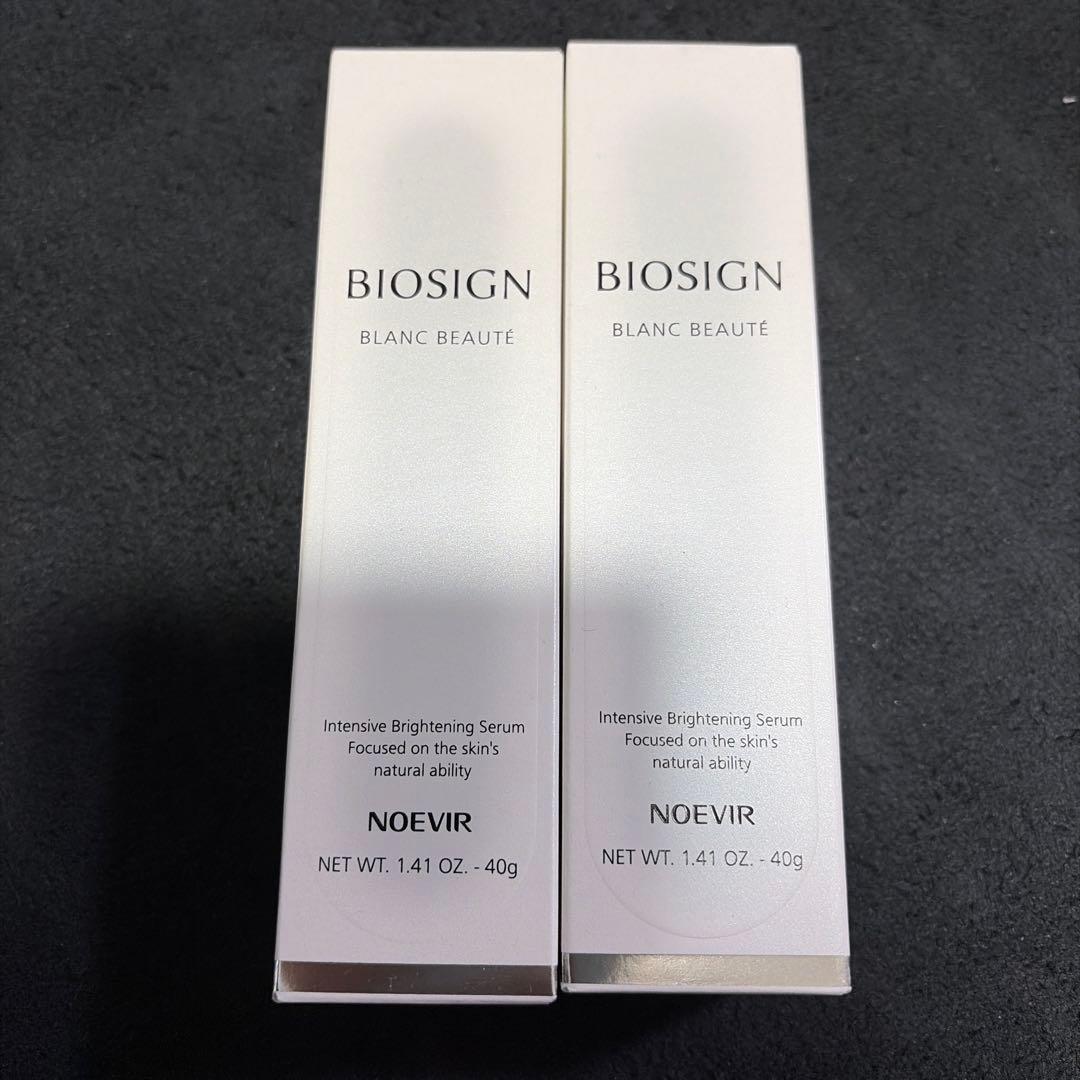 BIOSIGN
BLANC BEAUTÉ
Intensive Brightening Serum
Focused on the skin's
natural ability
NOEVIR
NET WT. 1.41 OZ. - 40g
BIOSIGN
BLANC BEAUTÉ
Intensive Brightening Serum
Focused on the skin's
natural ability
NOEVIR
NET WT. 1.41 OZ. - 40g